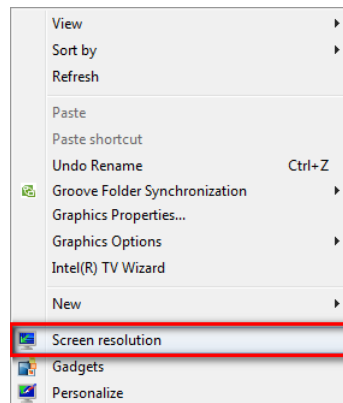 View
Sort by
Refresh
Paste
Paste shortcut
Undo Rename Ctrl+Z
Groove Folder Synchronization
Graphics Properties...
Graphics Options
Intel(R) TV Wizard
New
Screen resolution
Gadgets
Personalize